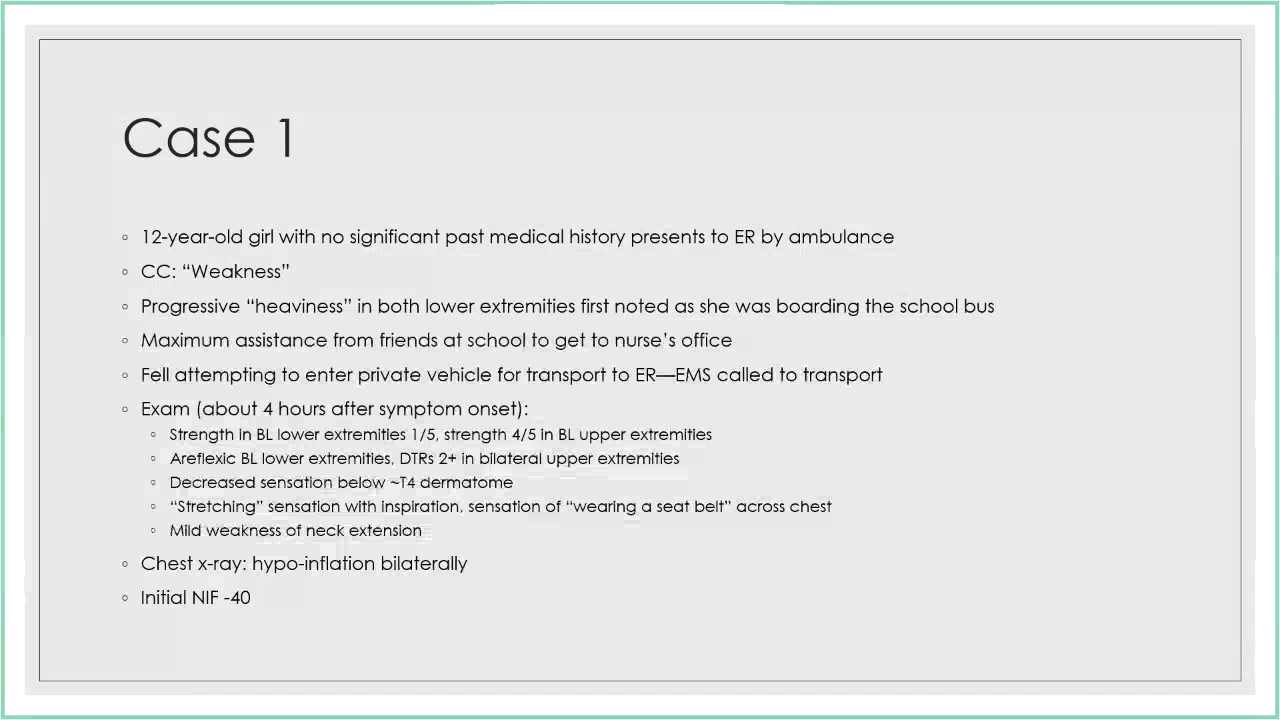 Case 1
◦ 12-year-old girl with no significant past medical history presents to ER by ambulance
◦ CC: “Weakness”
◦ Progressive “heaviness” in both lower extremities first noted as she was boarding the school bus
◦ Maximum assistance from friends at school to get to nurse’s office
◦ Fell attempting to enter private vehicle for transport to ER—EMS called to transport
◦ Exam (about 4 hours after symptom onset):
◦ Strength in BL lower extremities 1/5, strength 4/5 in BL upper extremities
◦ Areflexic BL lower extremities, DTRs 2+ in bilateral upper extremities
◦ Decreased sensation below ~T4 dermatome
◦ “Stretching” sensation with inspiration, sensation of “wearing a seat belt” across chest
◦ Mild weakness of neck extension
◦ Chest x-ray: hypo-inflation bilaterally
◦ Initial NIF -40